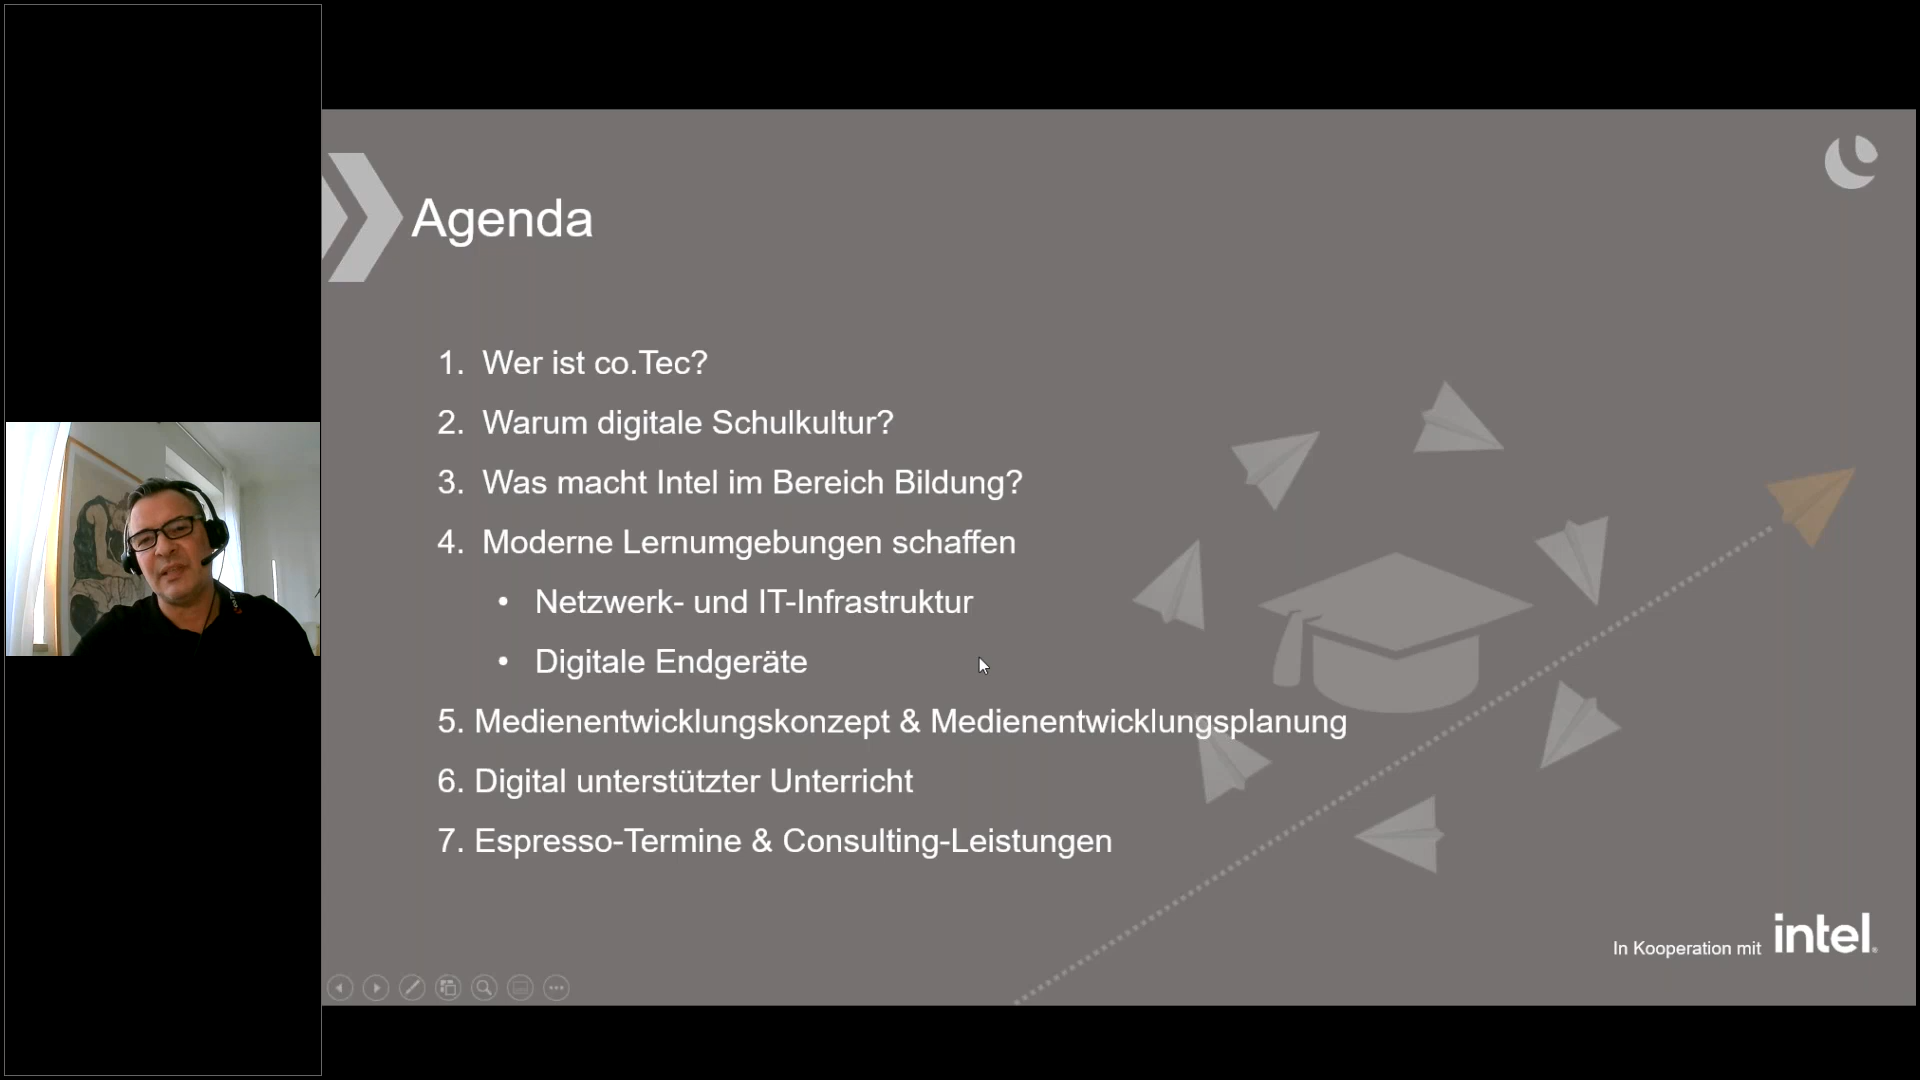 Agenda
1. Wer ist co.Tec?
2. Warum digitale Schulkultur?
3. Was macht Intel im Bereich Bildung?
4. Moderne Lernumgebungen schaffen
• Netzwerk- und IT-Infrastruktur
• Digitale Endgeräte
5. Medienentwicklungskonzept & Medienentwicklungsplanung
6. Digital unterstützter Unterricht
7. Espresso-Termine & Consulting-Leistungen
In Kooperation mit intel.